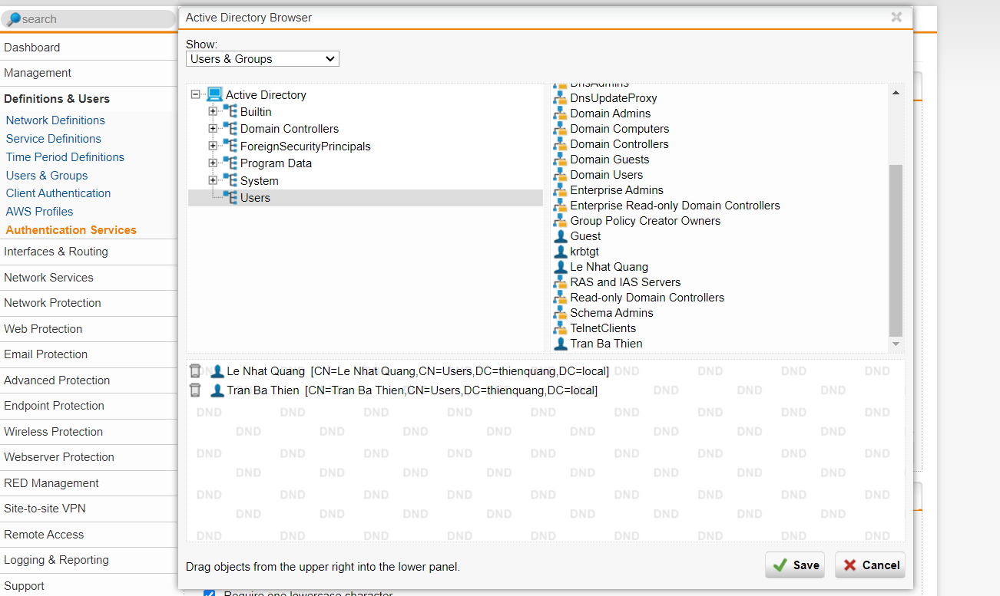 search
Dashboard
Management
Definitions & Users
Network Definitions
Service Definitions
Time Period Definitions
Users & Groups
Client Authentication
AWS Profiles
Authentication Services
Interfaces & Routing
Network Services
Network Protection
Web Protection
Email Protection
Advanced Protection
Endpoint Protection
Wireless Protection
Webserver Protection
RED Management
Site-to-site VPN
Remote Access
Logging & Reporting
Support
Active Directory Browser
Show:
Users & Groups
Active Directory
Builtin
Domain Controllers
ForeignSecurityPrincipals
Program Data
System
Users
DnsAdmins
DnsUpdateProxy
Domain Admins
Domain Computers
Domain Controllers
Domain Guests
Domain Users
Enterprise Admins
Enterprise Read-only Domain Controllers
Group Policy Creator Owners
Guest
krbtgt
Le Nhat Quang
RAS and IAS Servers
Read-only Domain Controllers
Schema Admins
TelnetClients
Tran Ba Thien
Le Nhat Quang [CN=Le Nhat Quang,CN=Users,DC=thienquang,DC=local] DND DND DND DND
Tran Ba Thien [CN=Tran Ba Thien,CN=Users,DC=thienquang,DC=local] DND DND DND
DND DND DND DND DND DND DND DND DND
DND DND DND DND DND DND DND DND
DND DND DND DND DND DND DND DND DND
DND DND DND DND DND DND DND DND
DND DND DND DND DND DND DND DND DND
DND DND DND DND DND DND DND DND
DND DND DND DND DND DND DND DND DND
Drag objects from the upper right into the lower panel.
Save
Cancel
Require one lowercase character